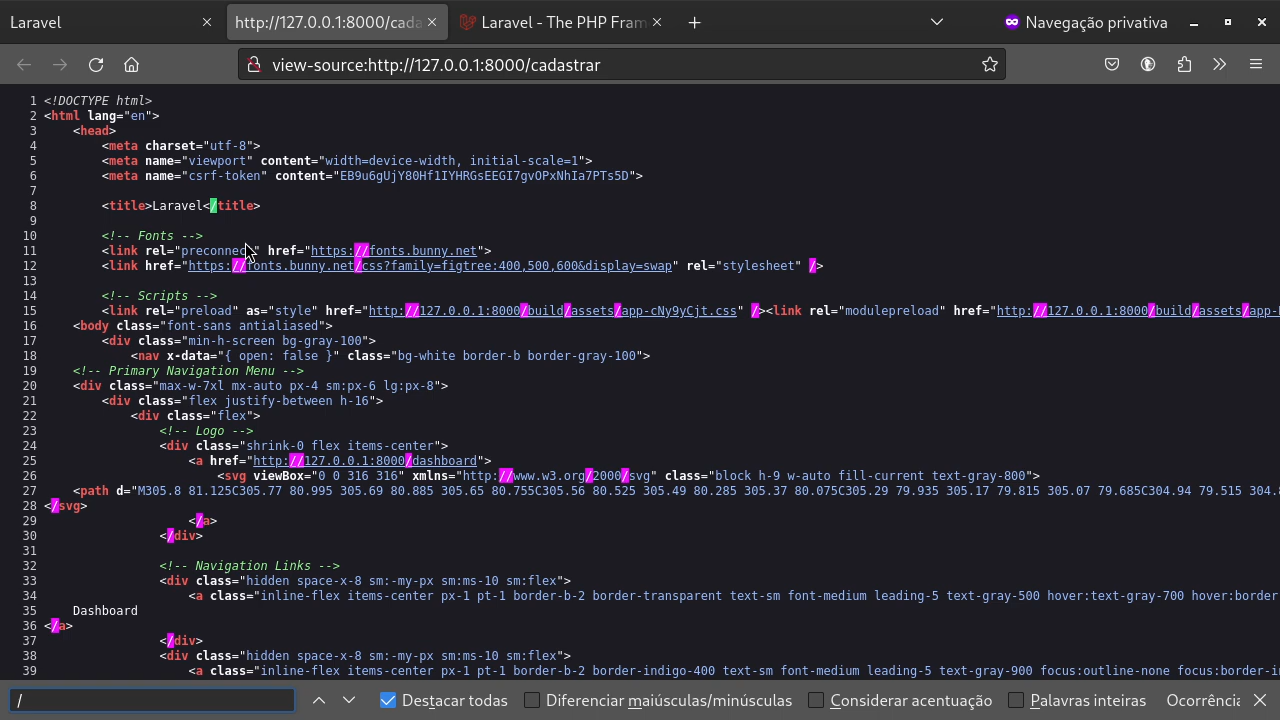 Laravel
http://127.0.0.1:8000/cada
Laravel - The PHP Fram
Navegação privativa
view-source:http://127.0.0.1:8000/cadastrar
1 <!DOCTYPE html>
2 <html lang="en">
3 <head>
4 <meta charset="utf-8">
5 <meta name="viewport" content="width=device-width, initial-scale=1">
6 <meta name="csrf-token" content="EB9u6gUjY80Hf1IYHRGsEEGI7gvOPxNhIa7PTs5D">
7
8 <title>Laravel</title>
9
10 <!-- Fonts -->
11 <link rel="preconnect" href="https://fonts.bunny.net">
12 <link href="https://fonts.bunny.net/css?family=figtree:400,500,600&display=swap" rel="stylesheet" />
13
14 <!-- Scripts -->
15 <link rel="preload" as="style" href="http://127.0.0.1:8000/build/assets/app-cNy9yCjt.css" /><link rel="modulepreload" href="http://127.0.0.1:8000/build/assets/app-
16 <body class="font-sans antialiased">
17 <div class="min-h-screen bg-gray-100">
18 <nav x-data="{ open: false }" class="bg-white border-b border-gray-100">
19 <!-- Primary Navigation Menu -->
20 <div class="max-w-7xl mx-auto px-4 sm:px-6 lg:px-8">
21 <div class="flex justify-between h-16">
22 <div class="flex">
23 <!-- Logo -->
24 <div class="shrink-0 flex items-center">
25 <a href="http://127.0.0.1:8000/dashboard">
26 <svg viewBox="0 0 316 316" xmlns="http://www.w3.org/2000/svg" class="block h-9 w-auto fill-current text-gray-800">
27 <path d="M305.8 81.125C305.77 80.995 305.69 80.885 305.65 80.755C305.56 80.525 305.49 80.285 305.37 80.075C305.29 79.935 305.17 79.815 305.07 79.685C304.94 79.515 304.8
28 </svg>
29 </a>
30 </div>
31
32 <!-- Navigation Links -->
33 <div class="hidden space-x-8 sm:-my-px sm:ms-10 sm:flex">
34 <a class="inline-flex items-center px-1 pt-1 border-b-2 border-transparent text-sm font-medium leading-5 text-gray-500 hover:text-gray-700 hover:border
35 Dashboard
36 </a>
37 </div>
38 <div class="hidden space-x-8 sm:-my-px sm:ms-10 sm:flex">
39 <a class="inline-flex items-center px-1 pt-1 border-b-2 border-indigo-400 text-sm font-medium leading-5 text-gray-900 focus:outline-none focus:border-i
/
Destacar todas
Diferenciar maiúsculas/minúsculas
Considerar acentuação
Palavras inteiras
Ocorrência